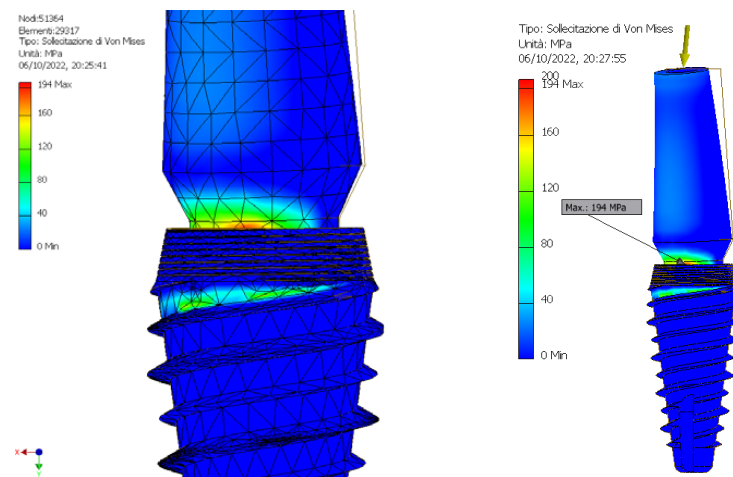 Nodi:51364
Elementi:29317
Tipo: Sollecitazione di Von Mises
Unità: MPa
06/10/2022, 20:25:41
194 Max
160
120
80
40
0 Min
X
Y
Tipo: Sollecitazione di Von Mises
Unità: MPa
06/10/2022, 20:27:55
200
194 Max
160
120
80
40
0 Min
Max.: 194 MPa